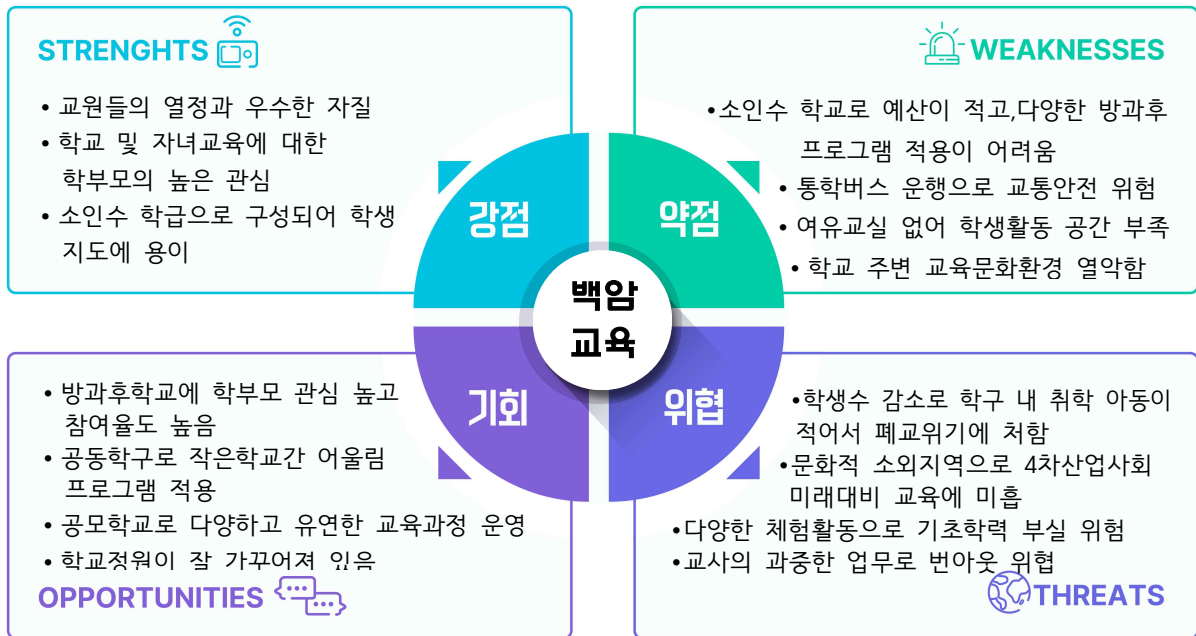 STRENGHTS
• 교원들의 열정과 우수한 자질
• 학교 및 자녀교육에 대한
학부모의 높은 관심
• 소인수 학급으로 구성되어 학생
지도에 용이
WEAKNESSES
•소인수 학교로 예산이 적고,다양한 방과후
프로그램 적용이 어려움
• 통학버스 운행으로 교통안전 위험
• 여유교실 없어 학생활동 공간 부족
• 학교 주변 교육문화환경 열악함
강점
약점
백암
교육
기회
위협
• 방과후학교에 학부모 관심 높고
참여율도 높음
• 공동학구로 작은학교간 어울림
프로그램 적용
• 공모학교로 다양하고 유연한 교육과정 운영
• 학교정원이 잘 가꾸어져 있음
OPPORTUNITIES
•학생수 감소로 학구 내 취학 아동이
적어서 폐교위기에 처함
•문화적 소외지역으로 4차산업사회
미래대비 교육에 미흡
•다양한 체험활동으로 기초학력 부실 위험
•교사의 과중한 업무로 번아웃 위협
THREATS